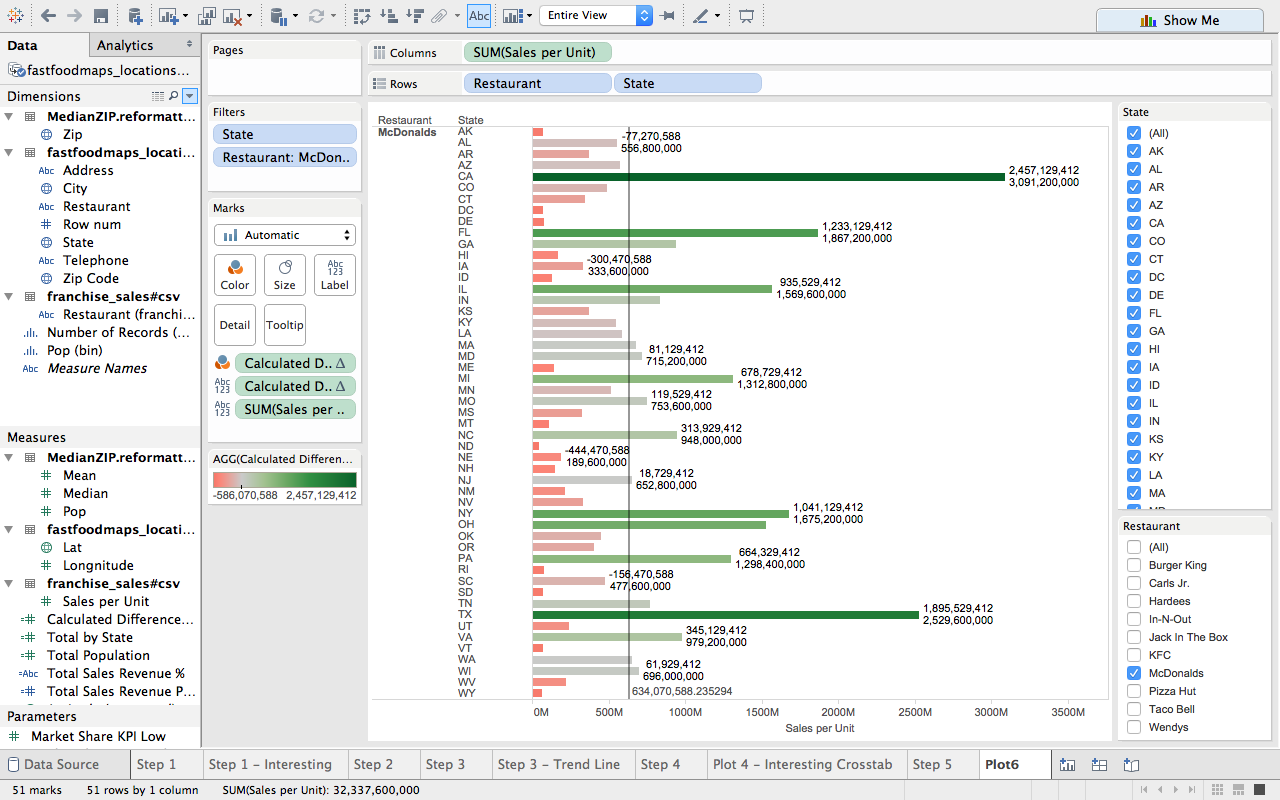 Abc
Entire View
Show Me
Data
Analytics
fastfoodmaps_locations...
Dimensions
MedianZIP.reformatt...
Zip
fastfoodmaps_locati...
Abc Address
City
Abc Restaurant
Row num
State
Abc Telephone
Zip Code
franchise_sales#csv
Abc Restaurant (franchi...
Number of Records (...
Pop (bin)
Abc Measure Names
Measures
MedianZIP.reformatt...
Mean
Median
Pop
fastfoodmaps_locati...
Lat
Longnitude
franchise_sales#csv
Sales per Unit
Calculated Difference...
Total by State
Total Population
=Abc Total Sales Revenue %
Total Sales Revenue P...
Parameters
Market Share KPI Low
Pages
Filters
State
Restaurant: McDon..
Marks
Automatic
Color
Size
Abc
123
Label
Detail
Tooltip
Calculated D.. Δ
Abc
123
Calculated D.. Δ
Abc
123
SUM(Sales per ..
AGG(Calculated Differen...
-586,070,588 2,457,129,412
Columns
SUM(Sales per Unit)
Rows
Restaurant
State
Restaurant State
McDonalds
AK
AL
-77,270,588
556,800,000
AR
AZ
CA
2,457,129,412
3,091,200,000
CO
CT
DC
DE
FL
1,233,129,412
1,867,200,000
GA
HI
IA
-300,470,588
333,600,000
ID
IL
935,529,412
1,569,600,000
IN
KS
KY
LA
MA
MD
81,129,412
715,200,000
ME
MI
678,729,412
1,312,800,000
MN
MO
119,529,412
753,600,000
MS
MT
NC
313,929,412
948,000,000
ND
NE
-444,470,588
189,600,000
NH
NJ
18,729,412
652,800,000
NM
NV
NY
1,041,129,412
1,675,200,000
OH
OK
OR
PA
664,329,412
1,298,400,000
RI
SC
-156,470,588
477,600,000
SD
TN
TX
1,895,529,412
2,529,600,000
UT
VA
345,129,412
979,200,000
VT
WA
WI
61,929,412
696,000,000
WV
WY
634,070,588.235294
0M 500M 1000M 1500M 2000M 2500M 3000M 3500M
Sales per Unit
State
(All)
AK
AL
AR
AZ
CA
CO
CT
DC
DE
FL
GA
HI
IA
ID
IL
IN
KS
KY
LA
MA
Restaurant
(All)
Burger King
Carls Jr.
Hardees
In-N-Out
Jack In The Box
KFC
McDonalds
Pizza Hut
Taco Bell
Wendys
Data Source
Step 1
Step 1 - Interesting
Step 2
Step 3
Step 3 - Trend Line
Step 4
Plot 4 - Interesting Crosstab
Step 5
Plot6
51 marks
51 rows by 1 column
SUM(Sales per Unit): 32,337,600,000